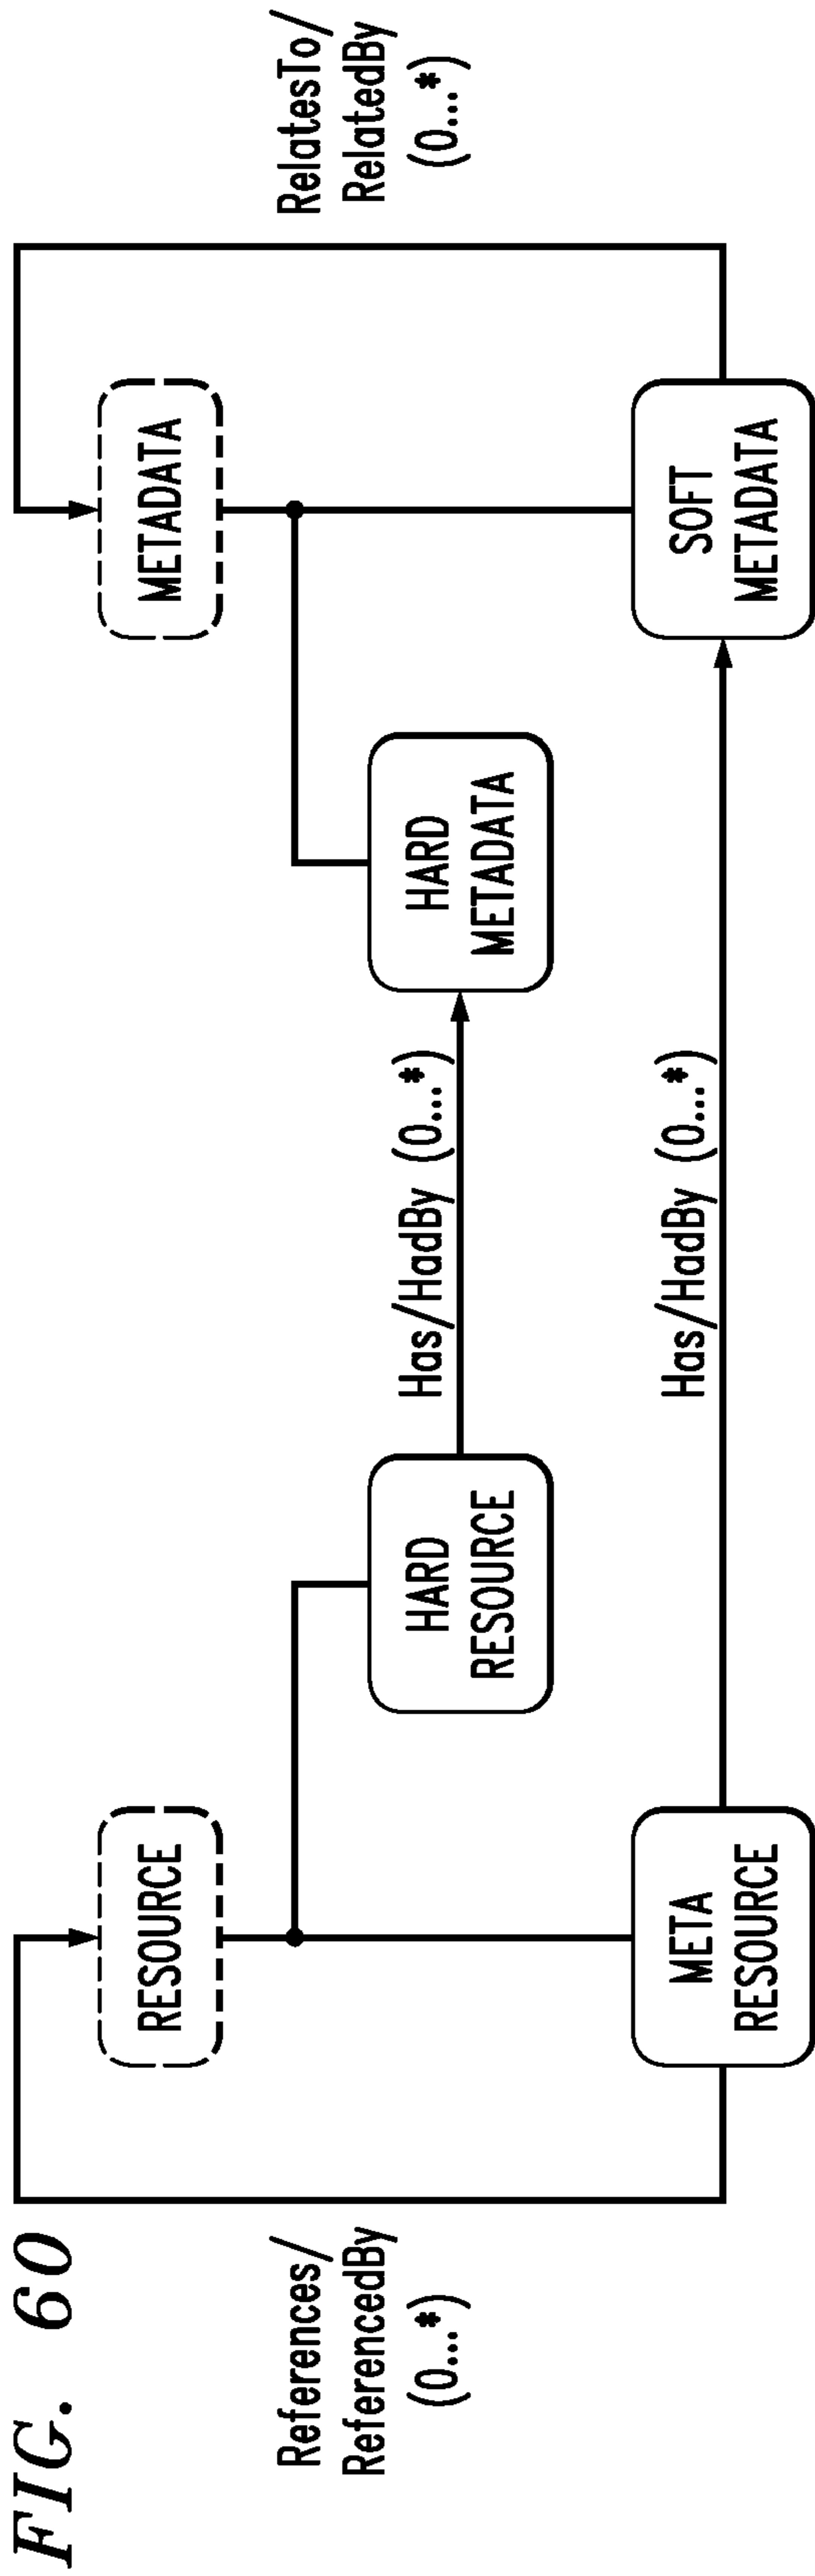 FIG. 60
References/
ReferencedBy
(0...*)
RESOURCE
META
RESOURCE
HARD
RESOURCE
Has/HadBy (0...*)
Has/HadBy (0...*)
HARD
METADATA
METADATA
SOFT
METADATA
RelatesTo/
RelatedBy
(0...*)